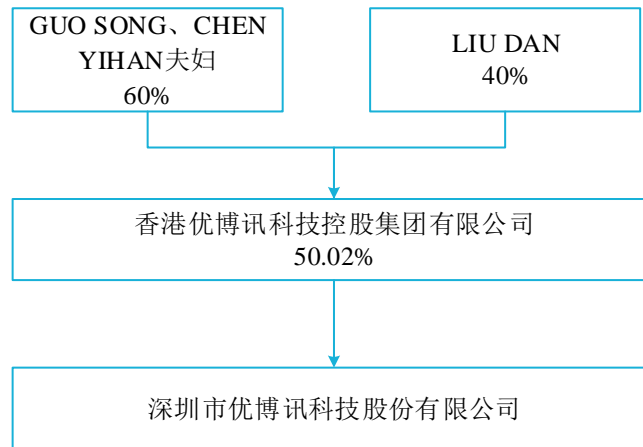 GUO SONG、CHEN
YIHAN夫妇
60%
LIU DAN
40%
香港优博讯科技控股集团有限公司
50.02%
深圳市优博讯科技股份有限公司